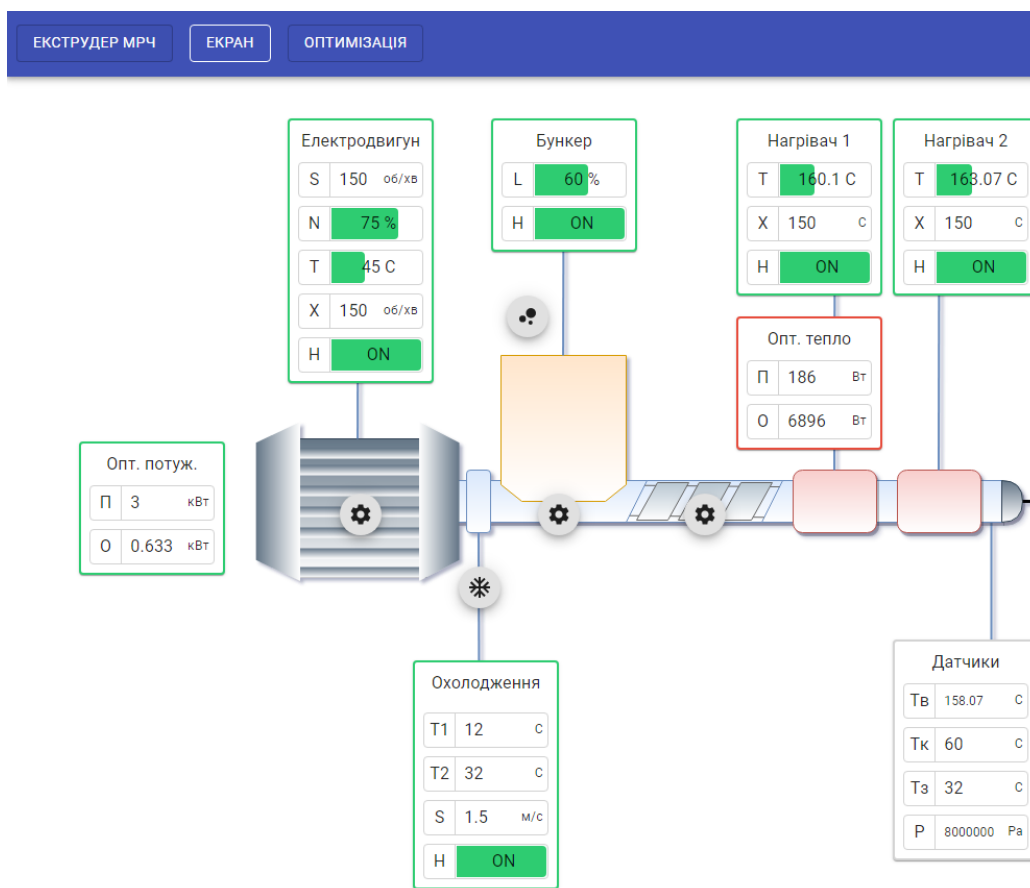 ЕКСТРУДЕР МРЧ ЕКРАН ОПТИМІЗАЦІЯ
Електродвигун
S 150 об/хв
N 75 %
T 45 C
X 150 об/хв
H ON
Бункер
L 60 %
H ON
Нагрівач 1
T 160.1 C
X 150 C
H ON
Нагрівач 2
T 163.07 C
X 150 C
H ON
Опт. тепло
П 186 Вт
О 6896 Вт
Опт. потуж.
П 3 кВт
О 0.633 кВт
Охолодження
T1 12 C
T2 32 C
S 1.5 м/с
H ON
Датчики
Тв 158.07 C
Тк 60 C
Тз 32 C
P 8000000 Pa